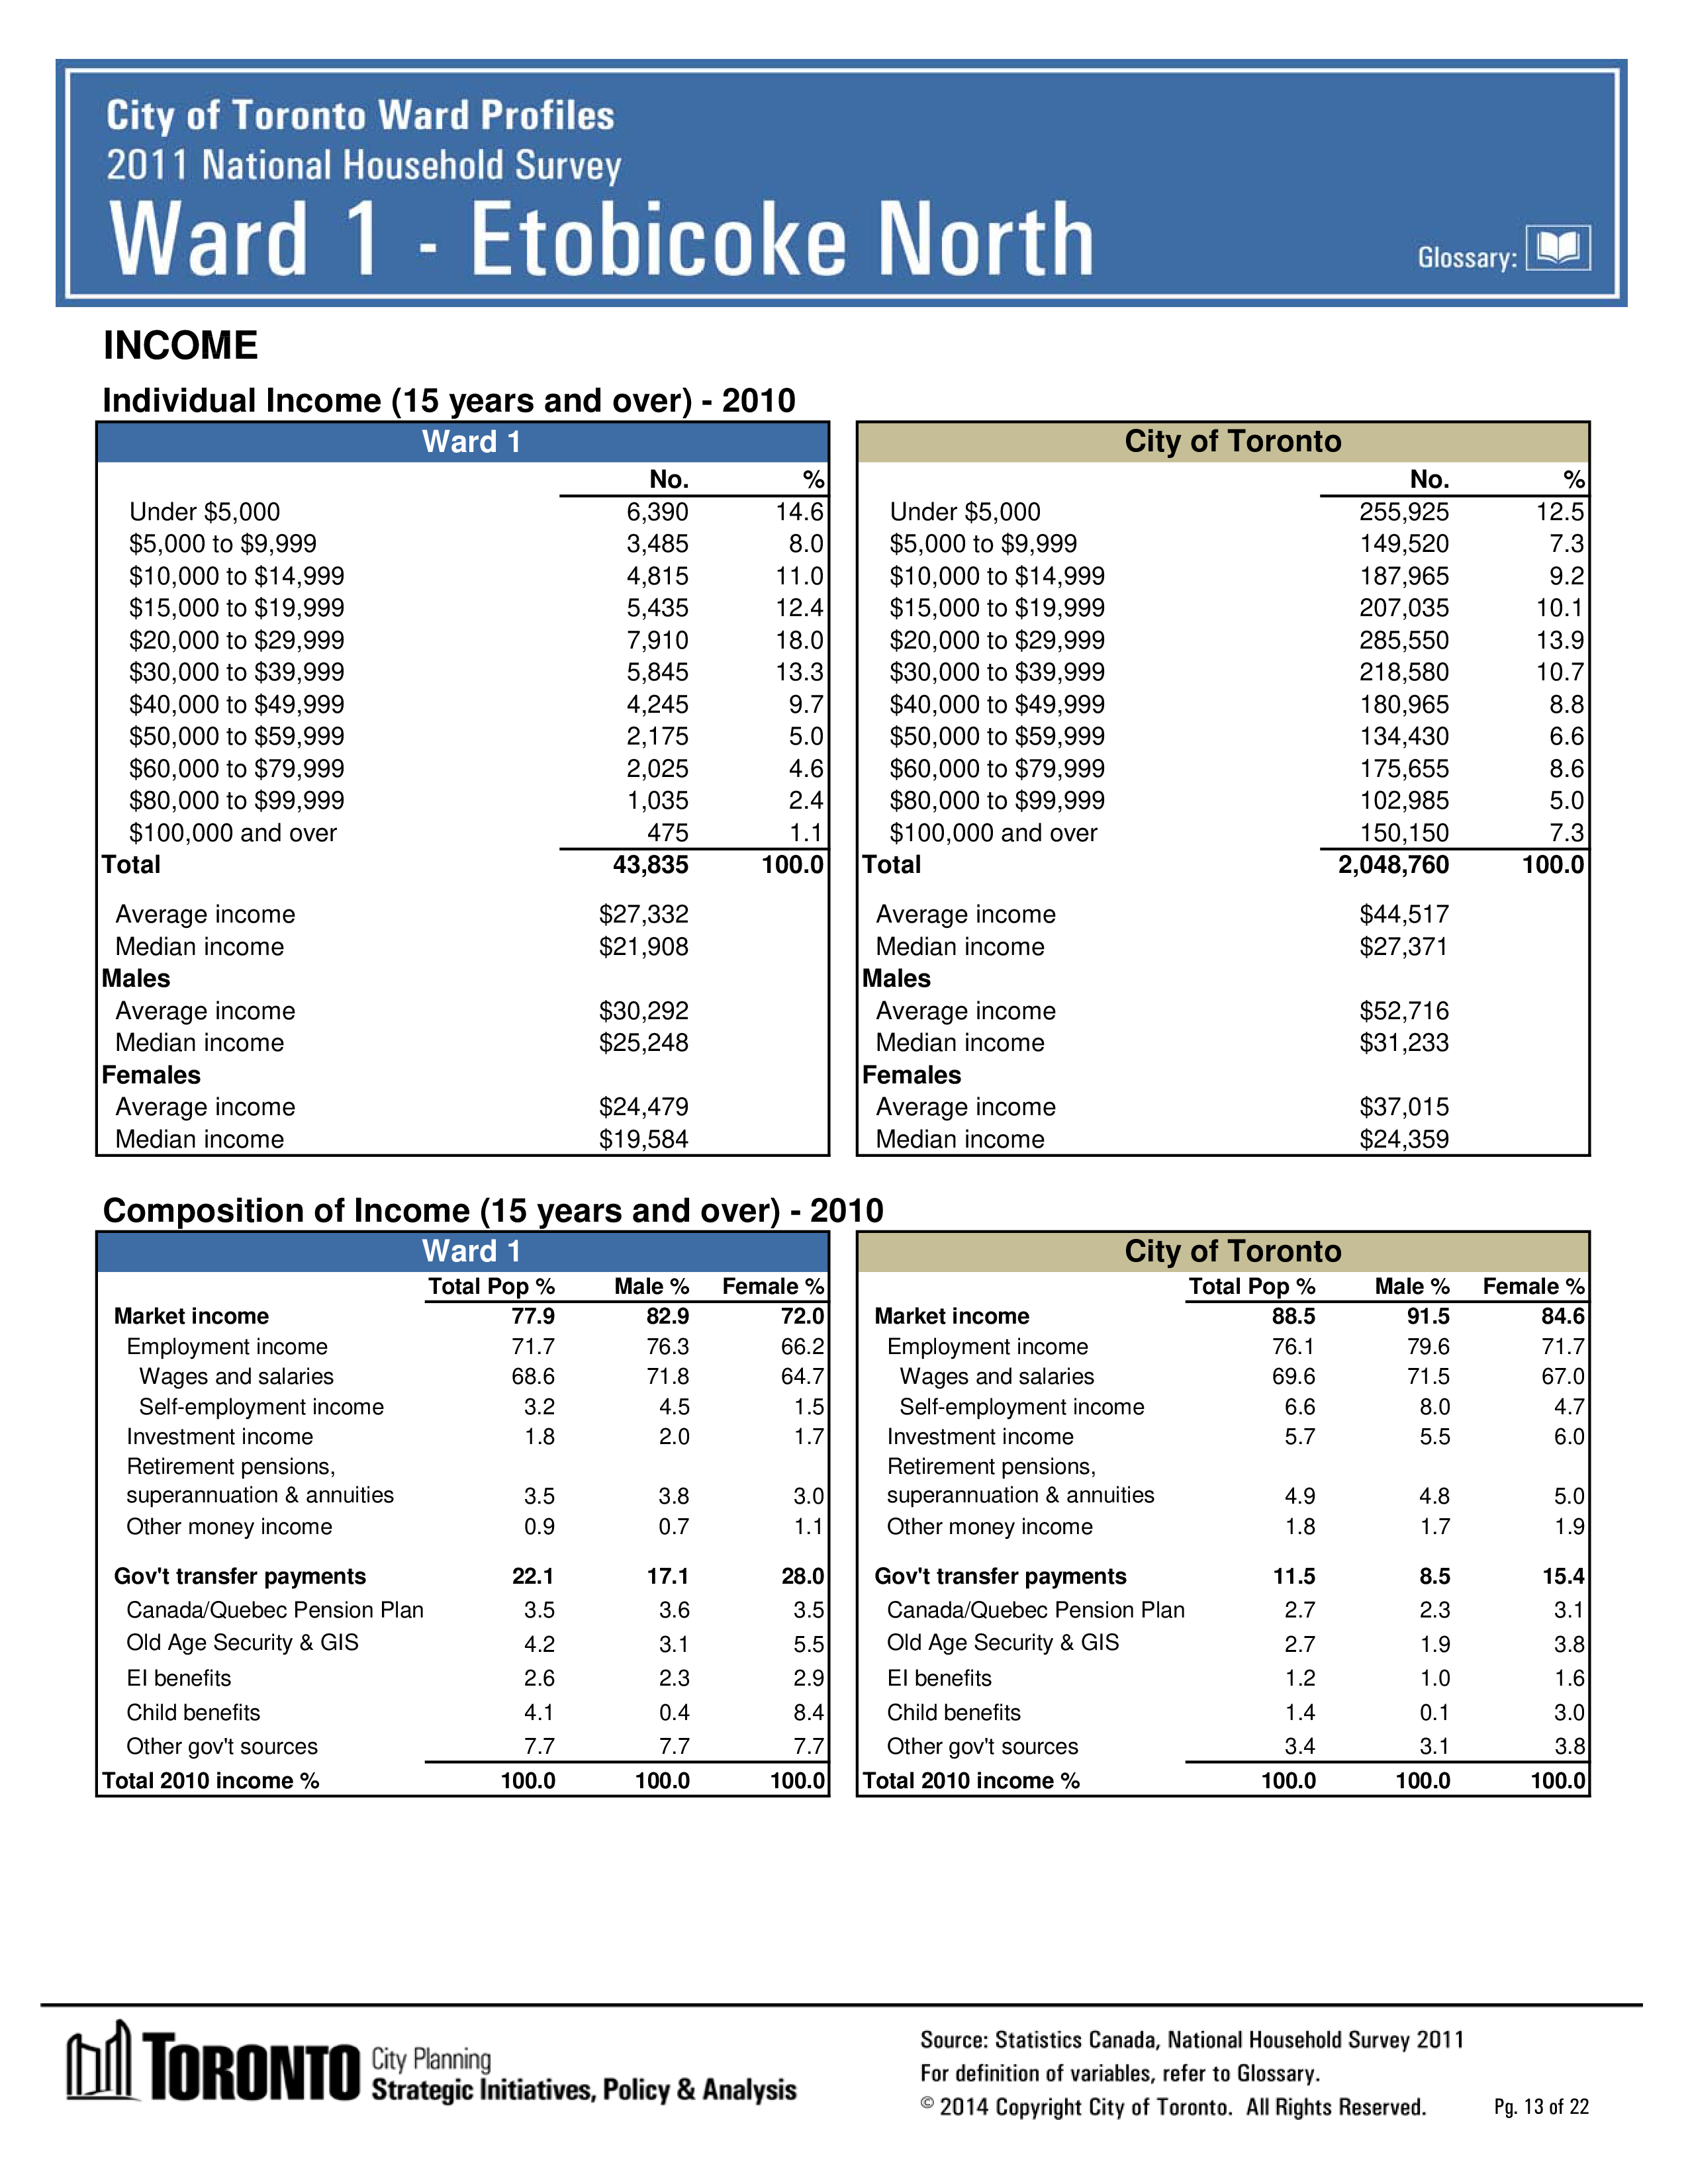 City of Toronto Ward Profiles
2011 National Household Survey
Ward 1 - Etobicoke North
Glossary:
INCOME
Individual Income (15 years and over) - 2010
Ward 1
No. %
Under $5,000 6,390 14.6
$5,000 to $9,999 3,485 8.0
$10,000 to $14,999 4,815 11.0
$15,000 to $19,999 5,435 12.4
$20,000 to $29,999 7,910 18.0
$30,000 to $39,999 5,845 13.3
$40,000 to $49,999 4,245 9.7
$50,000 to $59,999 2,175 5.0
$60,000 to $79,999 2,025 4.6
$80,000 to $99,999 1,035 2.4
$100,000 and over 475 1.1
Total 43,835 100.0
Average income $27,332
Median income $21,908
Males
Average income $30,292
Median income $25,248
Females
Average income $24,479
Median income $19,584
City of Toronto
No. %
Under $5,000 255,925 12.5
$5,000 to $9,999 149,520 7.3
$10,000 to $14,999 187,965 9.2
$15,000 to $19,999 207,035 10.1
$20,000 to $29,999 285,550 13.9
$30,000 to $39,999 218,580 10.7
$40,000 to $49,999 180,965 8.8
$50,000 to $59,999 134,430 6.6
$60,000 to $79,999 175,655 8.6
$80,000 to $99,999 102,985 5.0
$100,000 and over 150,150 7.3
Total 2,048,760 100.0
Average income $44,517
Median income $27,371
Males
Average income $52,716
Median income $31,233
Females
Average income $37,015
Median income $24,359
Composition of Income (15 years and over) - 2010
Ward 1
Total Pop % Male % Female %
Market income 77.9 82.9 72.0
Employment income 71.7 76.3 66.2
Wages and salaries 68.6 71.8 64.7
Self-employment income 3.2 4.5 1.5
Investment income 1.8 2.0 1.7
Retirement pensions,
superannuation & annuities 3.5 3.8 3.0
Other money income 0.9 0.7 1.1
Gov't transfer payments 22.1 17.1 28.0
Canada/Quebec Pension Plan 3.5 3.6 3.5
Old Age Security & GIS 4.2 3.1 5.5
EI benefits 2.6 2.3 2.9
Child benefits 4.1 0.4 8.4
Other gov't sources 7.7 7.7 7.7
Total 2010 income % 100.0 100.0 100.0
City of Toronto
Total Pop % Male % Female %
Market income 88.5 91.5 84.6
Employment income 76.1 79.6 71.7
Wages and salaries 69.6 71.5 67.0
Self-employment income 6.6 8.0 4.7
Investment income 5.7 5.5 6.0
Retirement pensions,
superannuation & annuities 4.9 4.8 5.0
Other money income 1.8 1.7 1.9
Gov't transfer payments 11.5 8.5 15.4
Canada/Quebec Pension Plan 2.7 2.3 3.1
Old Age Security & GIS 2.7 1.9 3.8
EI benefits 1.2 1.0 1.6
Child benefits 1.4 0.1 3.0
Other gov't sources 3.4 3.1 3.8
Total 2010 income % 100.0 100.0 100.0
TORONTO
City Planning
Strategic Initiatives, Policy & Analysis
Source: Statistics Canada, National Household Survey 2011
For definition of variables, refer to Glossary.
© 2014 Copyright City of Toronto. All Rights Reserved.
Pg. 13 of 22